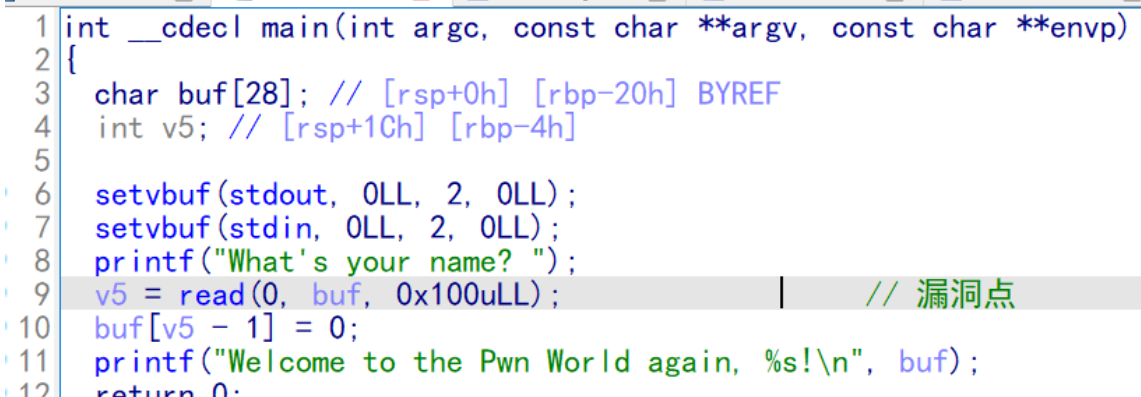 1 int __cdecl main(int argc, const char **argv, const char **envp)
2 {
3 char buf[28]; // [rsp+0h] [rbp-20h] BYREF
4 int v5; // [rsp+1Ch] [rbp-4h]
5
6 setvbuf(stdout, 0LL, 2, 0LL);
7 setvbuf(stdin, 0LL, 2, 0LL);
8 printf("What's your name? ");
9 v5 = read(0, buf, 0x100uLL); // 漏洞点
10 buf[v5 - 1] = 0;
11 printf("Welcome to the Pwn World again, %s!\n", buf);
12 return 0;